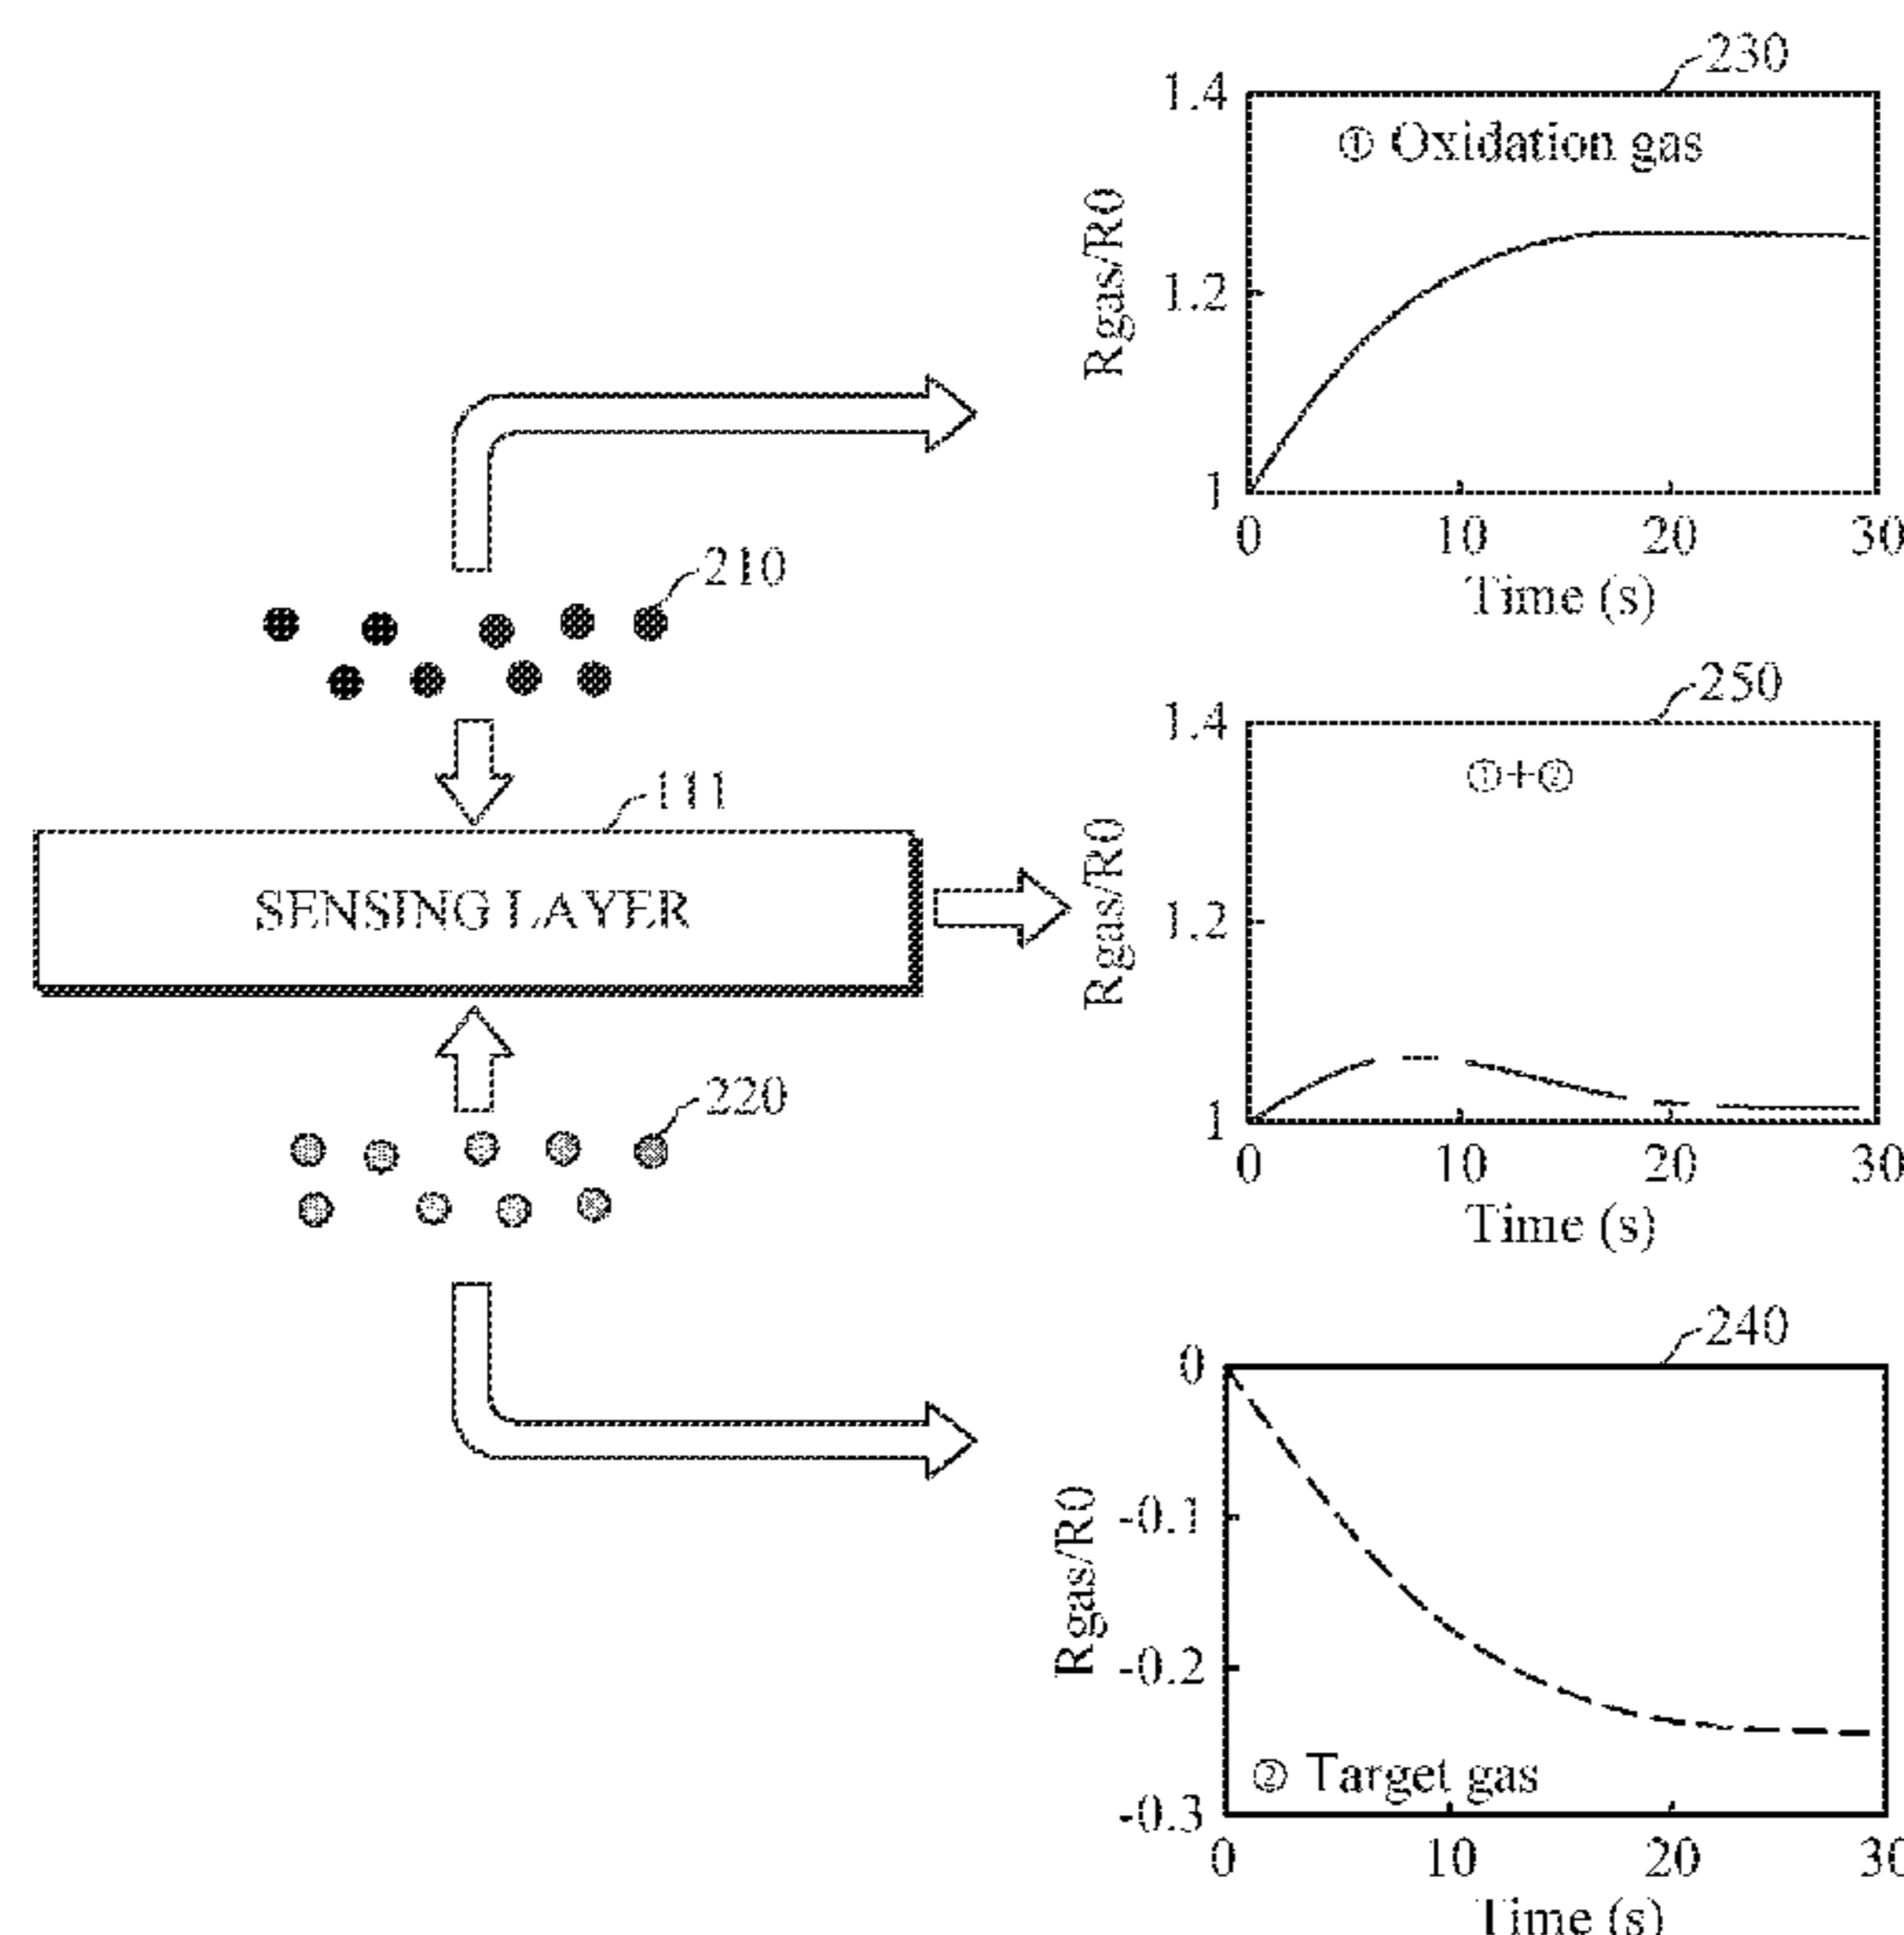 230
1.4
① Oxidation gas
Rgas/R0
1.2
1
0 10 20 30
Time (s)
210
250
1.4
①+②
111
SENSING LAYER
Rgas/R0
1.2
1
0 10 20 30
Time (s)
220
240
0
Rgas/R0
-0.1
-0.2
② Target gas
-0.3
0 10 20 30
Time (s)